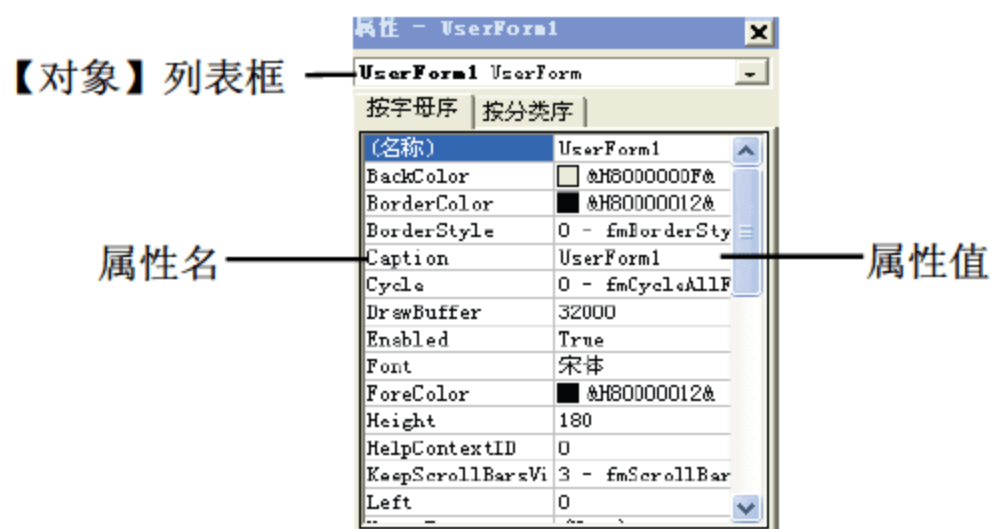 属性 - UserForm1
【对象】列表框
UserForm1 UserForm
按字母序 按分类序
(名称) UserForm1
BackColor &H8000000F&
BorderColor &H80000012&
BorderStyle 0 - fmBorderSty
属性名
Caption UserForm1
属性值
Cycle 0 - fmCycleAllF
DrawBuffer 32000
Enabled True
Font 宋体
ForeColor &H80000012&
Height 180
HelpContextID 0
KeepScrollBarsVi 3 - fmScrollBar
Left 0